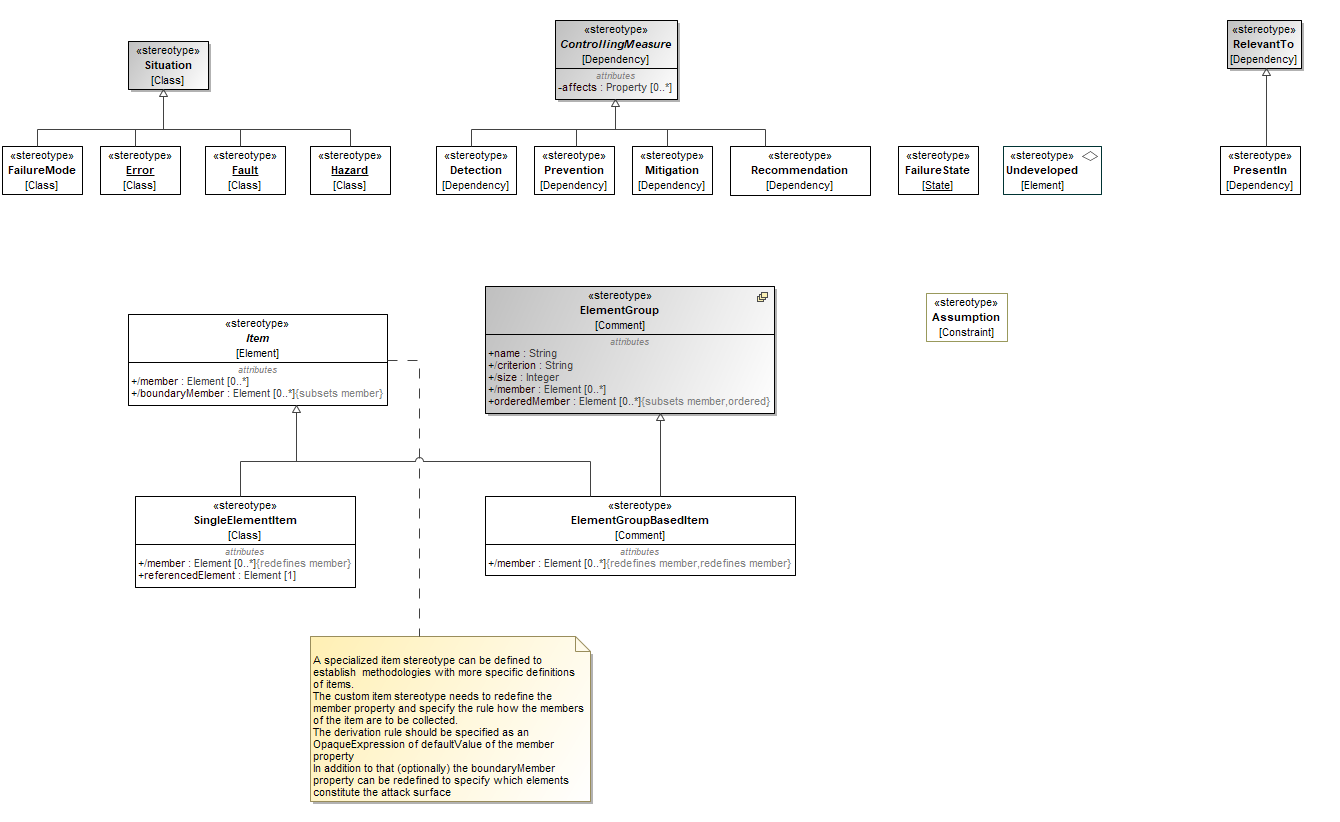 «stereotype»
Situation
[Class]
«stereotype»
ControllingMeasure
[Dependency]
attributes
-affects : Property [0..*]
«stereotype»
RelevantTo
[Dependency]
«stereotype»
FailureMode
[Class]
«stereotype»
Error
[Class]
«stereotype»
Fault
[Class]
«stereotype»
Hazard
[Class]
«stereotype»
Detection
[Dependency]
«stereotype»
Prevention
[Dependency]
«stereotype»
Mitigation
[Dependency]
«stereotype»
Recommendation
[Dependency]
«stereotype»
FailureState
[State]
«stereotype»
Undeveloped
[Element]
«stereotype»
PresentIn
[Dependency]
«stereotype»
Item
[Element]
attributes
+/member : Element [0..*]
+/boundaryMember : Element [0..*]{subsets member}
«stereotype»
ElementGroup
[Comment]
attributes
+name : String
+/criterion : String
+/size : Integer
+/member : Element [0..*]
+orderedMember : Element [0..*]{subsets member,ordered}
«stereotype»
Assumption
[Constraint]
«stereotype»
SingleElementItem
[Class]
attributes
+/member : Element [0..*]{redefines member}
+referencedElement : Element [1]
«stereotype»
ElementGroupBasedItem
[Comment]
attributes
+/member : Element [0..*]{redefines member,redefines member}
A specialized item stereotype can be defined to
establish  methodologies with more specific definitions
of items.
The custom item stereotype needs to redefine the
member property and specify the rule how the members
of the item are to be collected.
The derivation rule should be specified as an
OpaqueExpression of defaultValue of the member
property
In addition to that (optionally) the boundaryMember
property can be redefined to specify which elements
constitute the attack surface